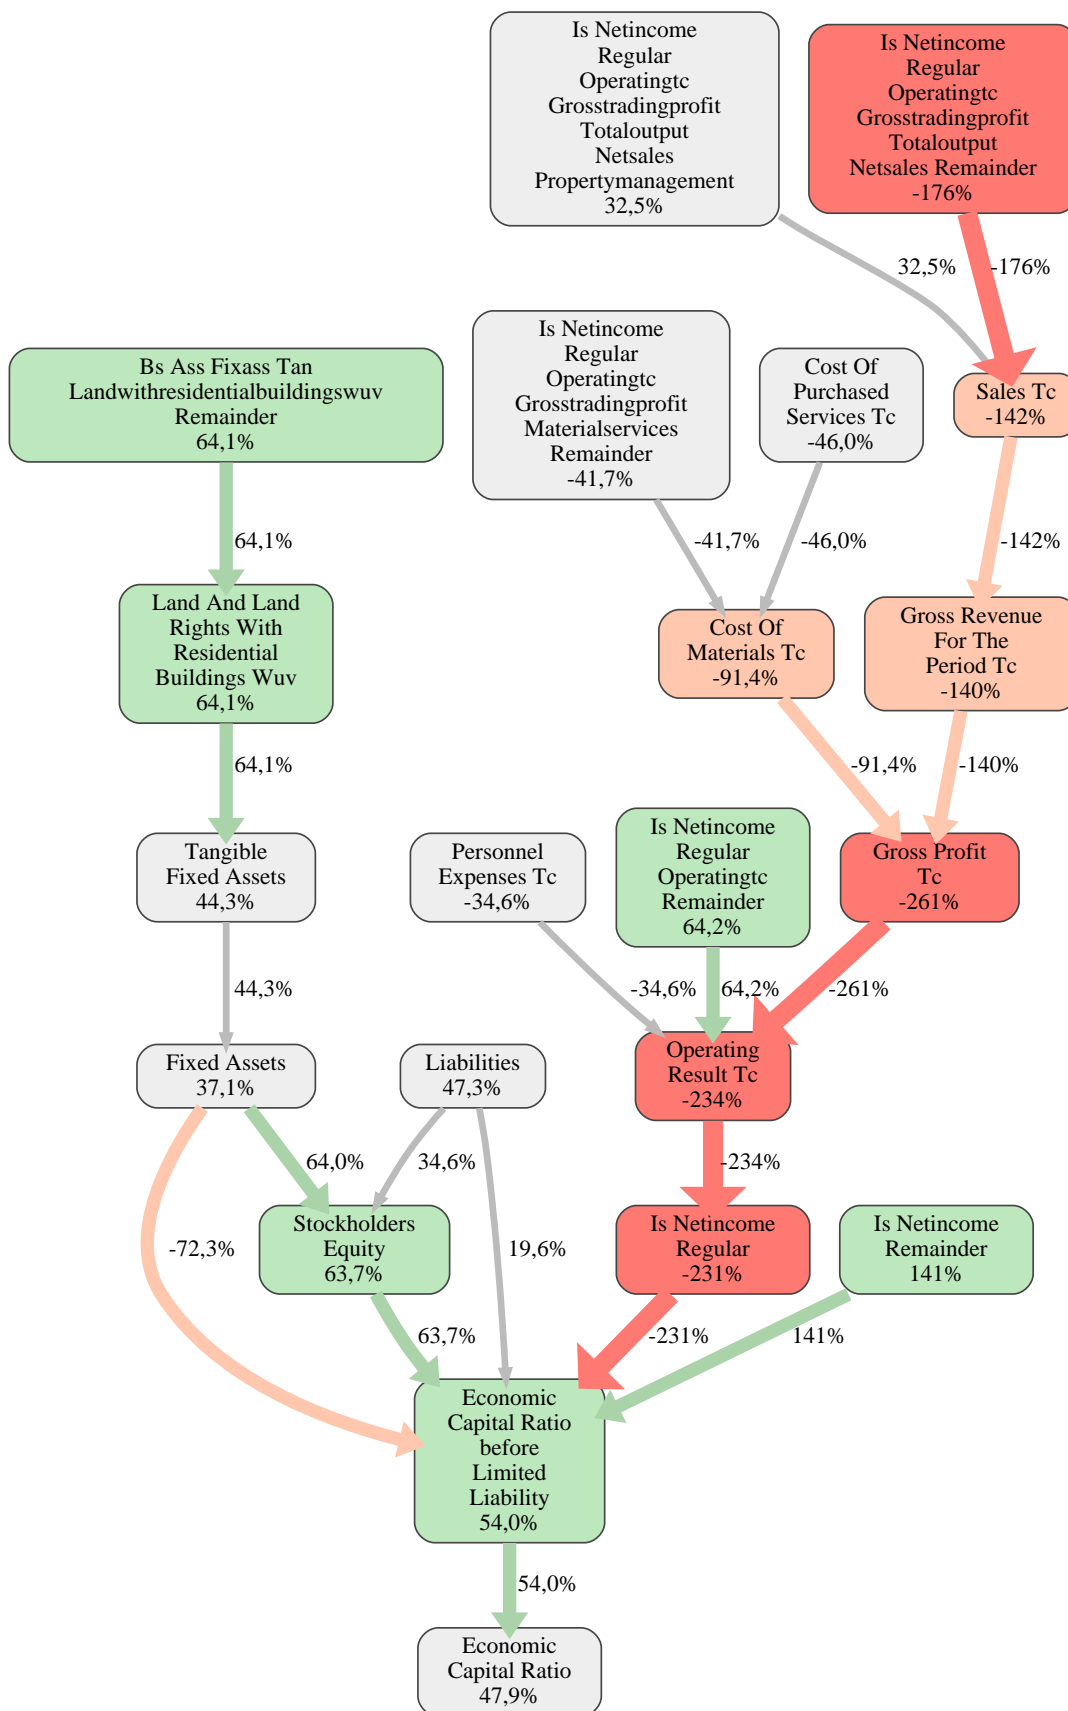 Is Netincome
Regular
Operatingtc
Grosstradingprofit
Totaloutput
Netsales
Propertymanagement
32,5%
Is Netincome
Regular
Operatingtc
Grosstradingprofit
Totaloutput
Netsales Remainder
-176%
32,5%
-176%
Is Netincome
Regular
Operatingtc
Grosstradingprofit
Materialservices
Remainder
-41,7%
Cost Of
Purchased
Services Tc
-46,0%
Sales Tc
-142%
Bs Ass Fixass Tan
Landwithresidentialbuildingswuv
Remainder
64,1%
64,1%
-41,7%
-46,0%
-142%
Land And Land
Rights With
Residential
Buildings Wuv
64,1%
Cost Of
Materials Tc
-91,4%
Gross Revenue
For The
Period Tc
-140%
64,1%
-91,4%
-140%
Tangible
Fixed Assets
44,3%
Personnel
Expenses Tc
-34,6%
Is Netincome
Regular
Operatingtc
Remainder
64,2%
Gross Profit
Tc
-261%
44,3%
-34,6%
64,2%
-261%
Fixed Assets
37,1%
Liabilities
47,3%
Operating
Result Tc
-234%
64,0%
34,6%
-234%
Stockholders
Equity
63,7%
-72,3%
19,6%
Is Netincome
Regular
-231%
Is Netincome
Remainder
141%
63,7%
-231%
141%
Economic
Capital Ratio
before
Limited
Liability
54,0%
54,0%
Economic
Capital Ratio
47,9%